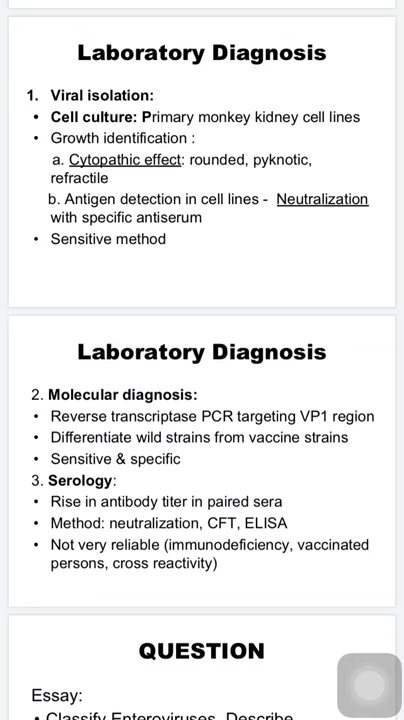 Laboratory Diagnosis
1. Viral isolation:
• Cell culture: Primary monkey kidney cell lines
• Growth identification :
a. Cytopathic effect: rounded, pyknotic,
refractile
b. Antigen detection in cell lines - Neutralization
with specific antiserum
• Sensitive method
Laboratory Diagnosis
2. Molecular diagnosis:
• Reverse transcriptase PCR targeting VP1 region
• Differentiate wild strains from vaccine strains
• Sensitive & specific
3. Serology:
• Rise in antibody titer in paired sera
• Method: neutralization, CFT, ELISA
• Not very reliable (immunodeficiency, vaccinated
persons, cross reactivity)
QUESTION
Essay:
• Classify Enteroviruses. Describe